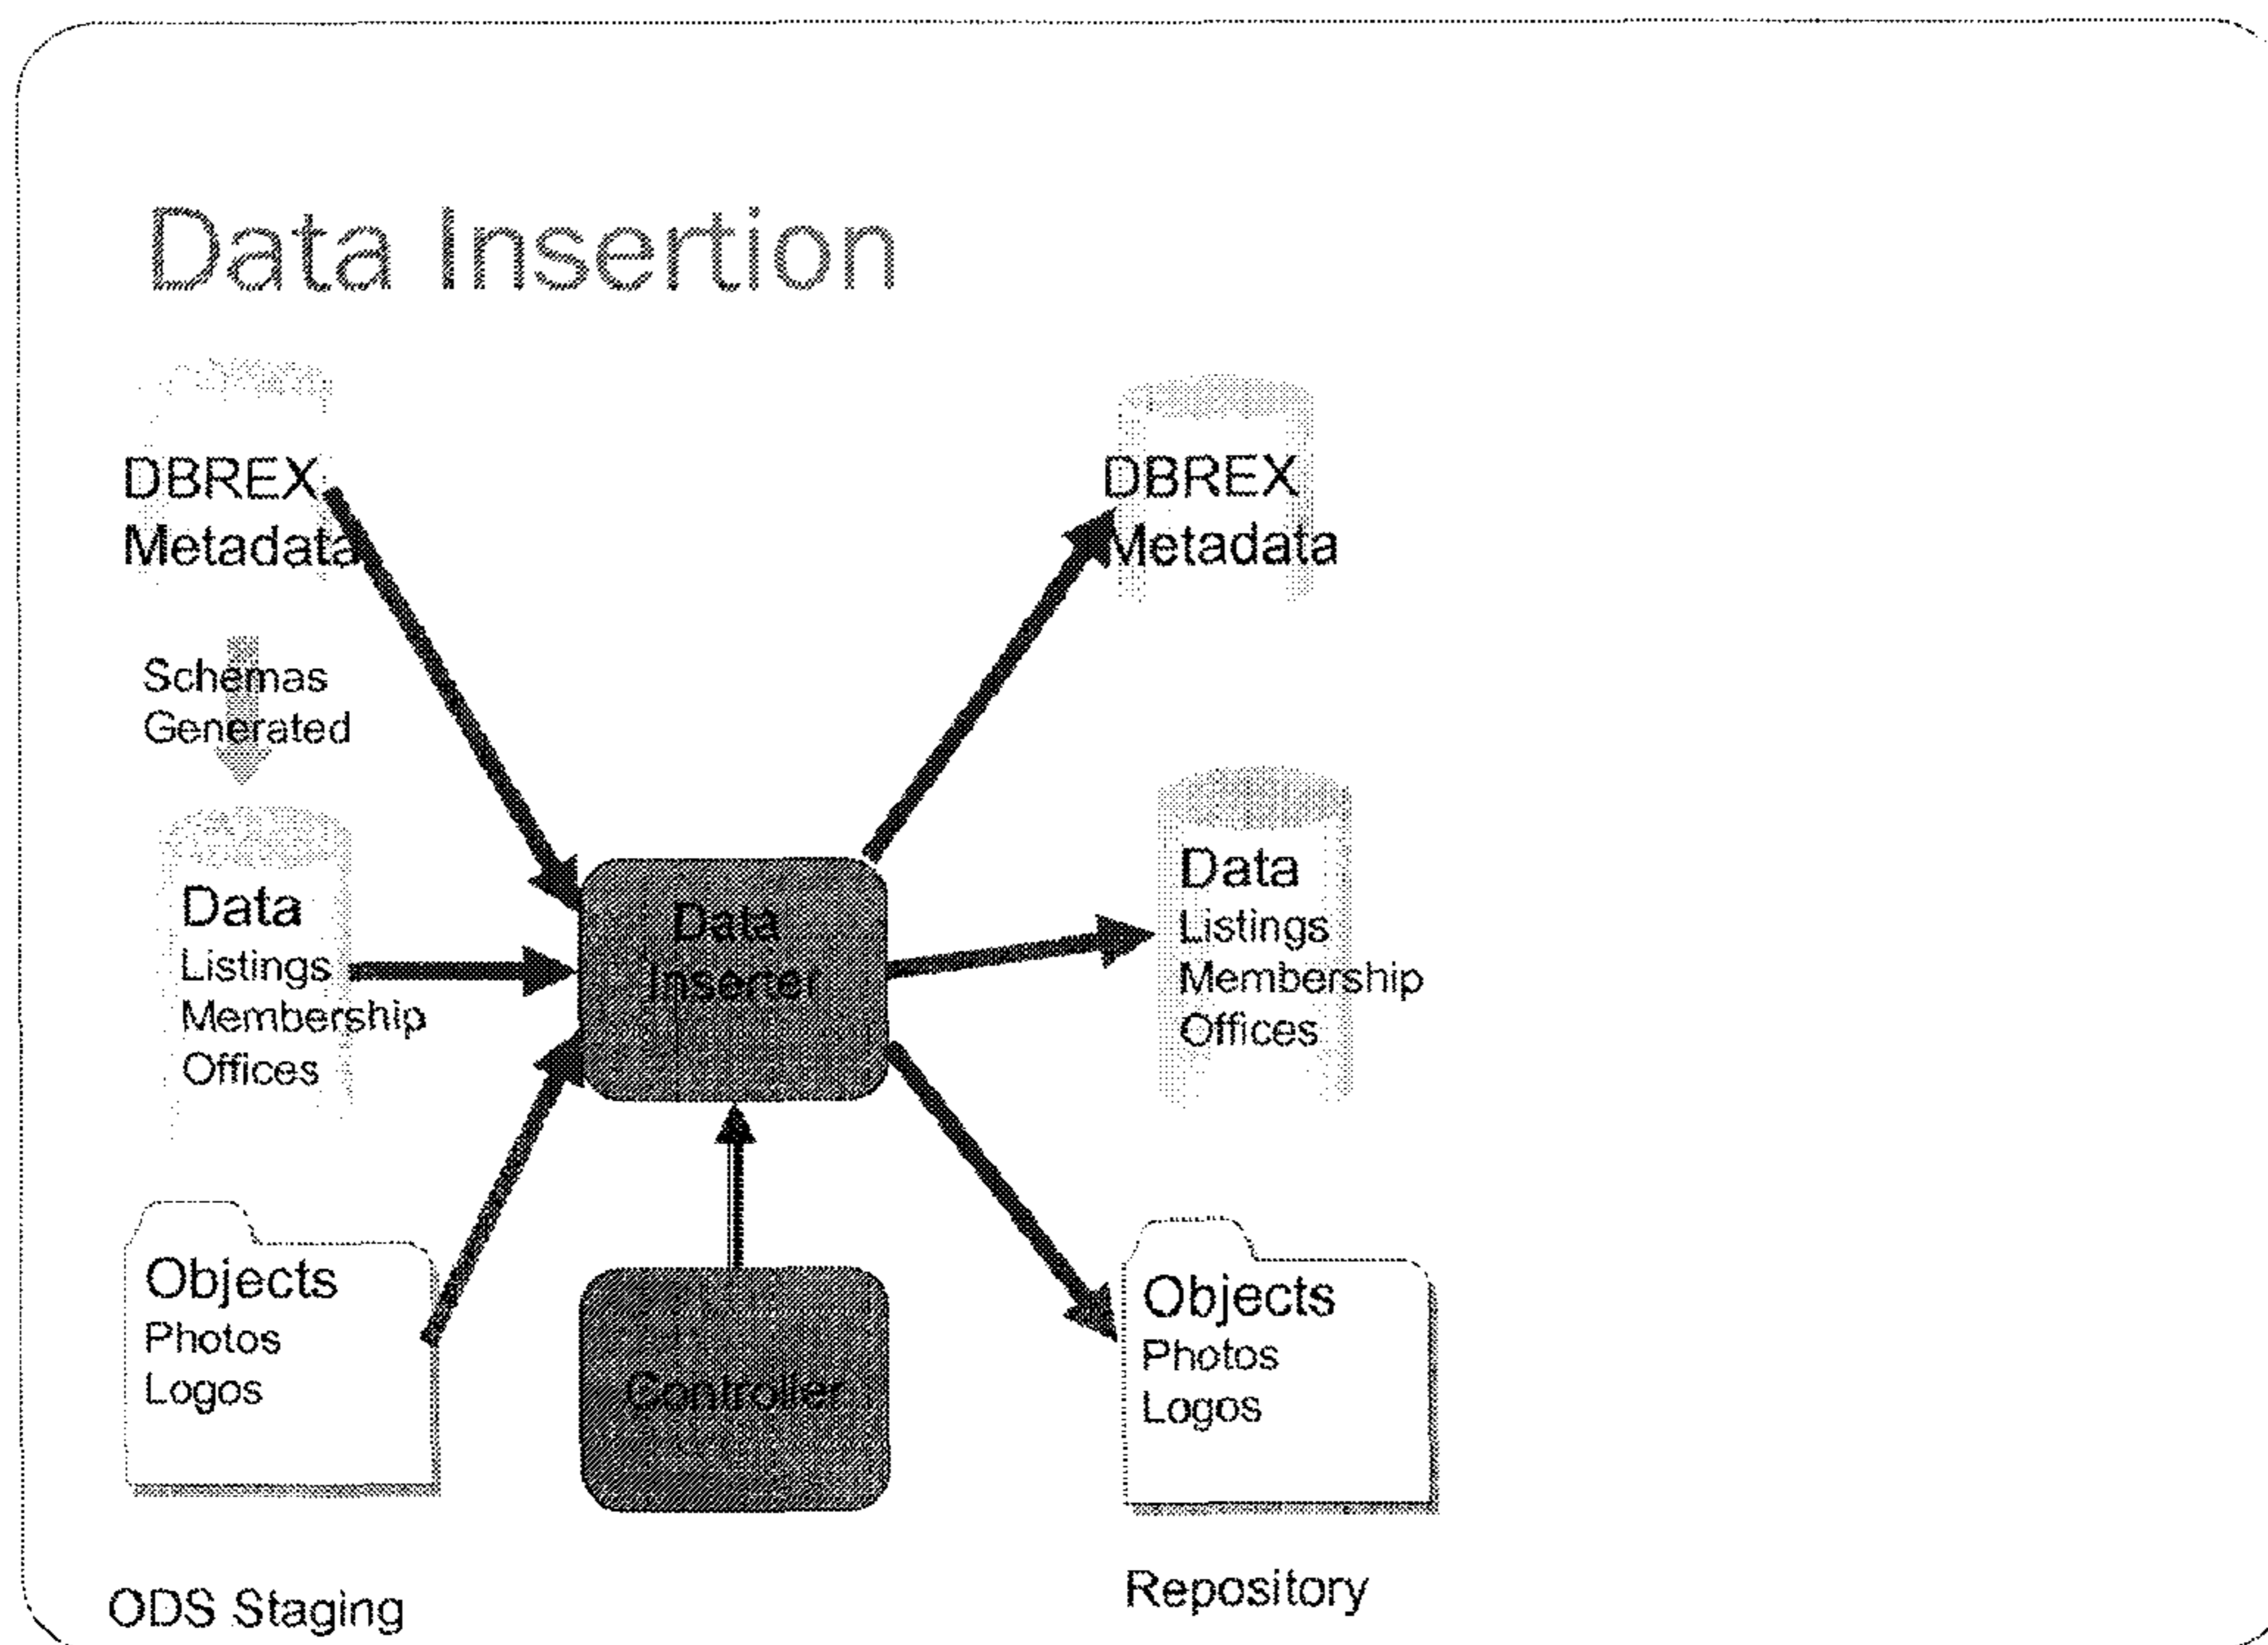 Data Insertion
DBREX
Metadata
Schemas
Generated
Data
Listings
Membership
Offices
Objects
Photos
Logos
ODS Staging
Data
Inserter
Controller
DBREX
Metadata
Data
Listings
Membership
Offices
Objects
Photos
Logos
Repository